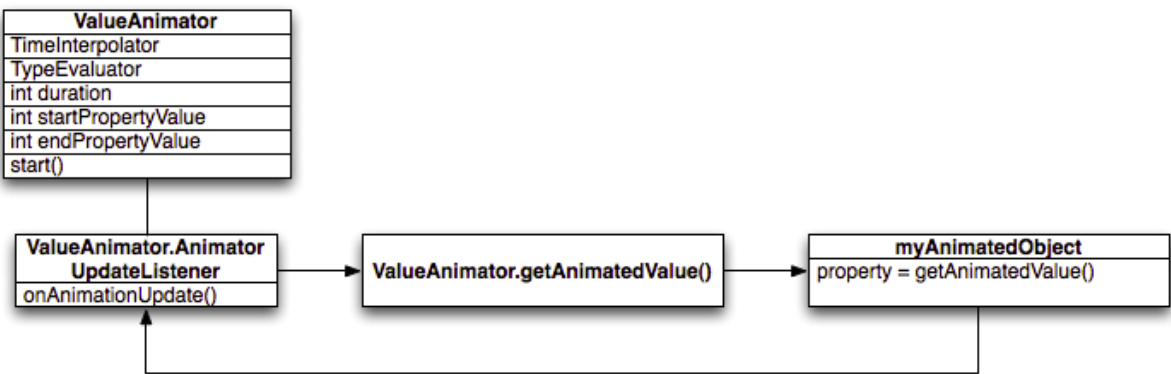 ValueAnimator
TimeInterpolator
TypeEvaluator
int duration
int startPropertyValue
int endPropertyValue
start()
ValueAnimator.Animator
UpdateListener
onAnimationUpdate()
ValueAnimator.getAnimatedValue()
myAnimatedObject
property = getAnimatedValue()